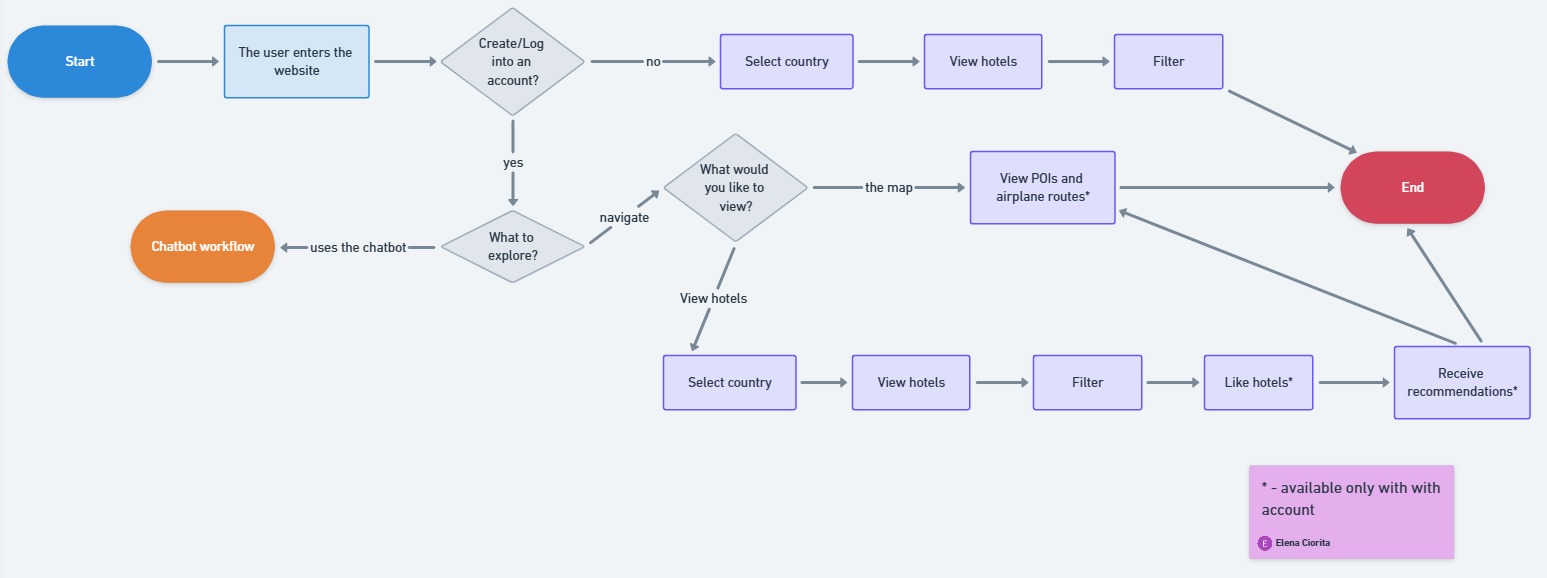 Start
The user enters the
website
Create/Log
into an
account?
no
Select country
View hotels
Filter
yes
What would
you like to
view?
the map
View POIs and
airplane routes*
End
navigate
Chatbot workflow
uses the chatbot
What to
explore?
View hotels
Select country
View hotels
Filter
Like hotels*
Receive
recommendations*
* - available only with with
account
E
Elena Ciorita